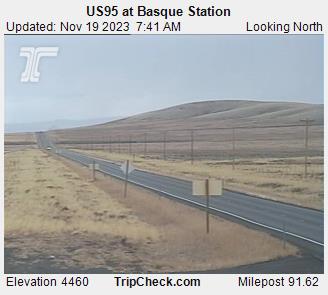 US95 at Basque Station
Updated: Nov 19 2023 7:41 AM Looking North
Elevation 4460 TripCheck.com Milepost 91.62